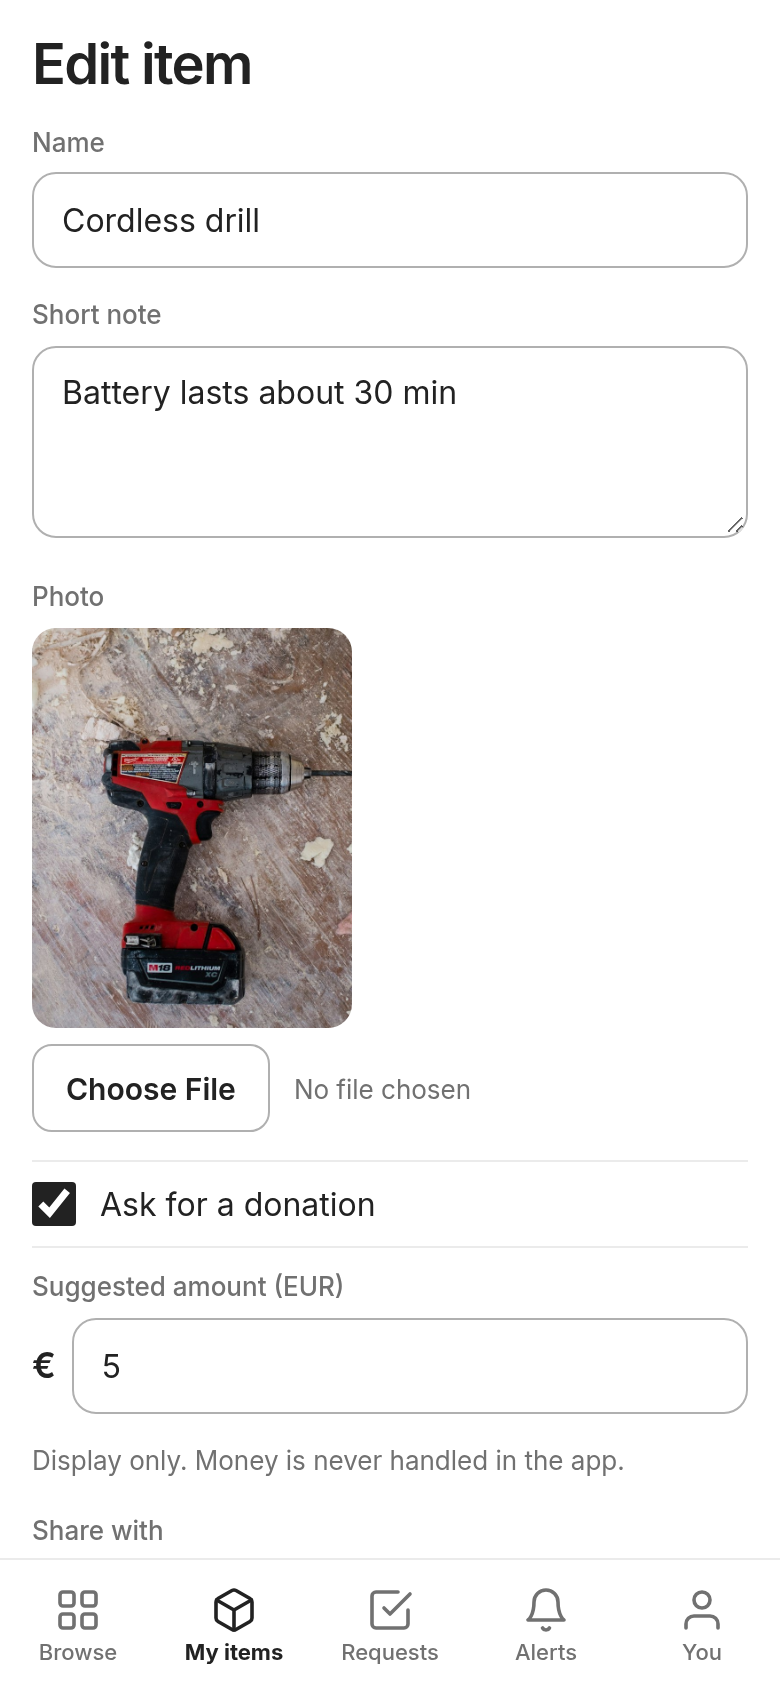 Edit item
Name
Cordless drill
Short note
Battery lasts about 30 min
Photo
M18
LITHIUM
XC
Choose File
No file chosen
Ask for a donation
Suggested amount (EUR)
€ 5
Display only. Money is never handled in the app.
Share with
Browse
My items
Requests
Alerts
You